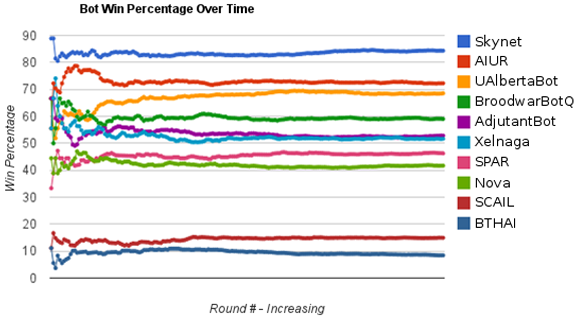 Bot Win Percentage Over Time
Win Percentage
90
80
70
60
50
40
30
20
10
0
Round # - Increasing
Skynet
AIUR
UAlbertaBot
BroodwarBotQ
AdjutantBot
Xelnaga
SPAR
Nova
SCAIL
BTHAI